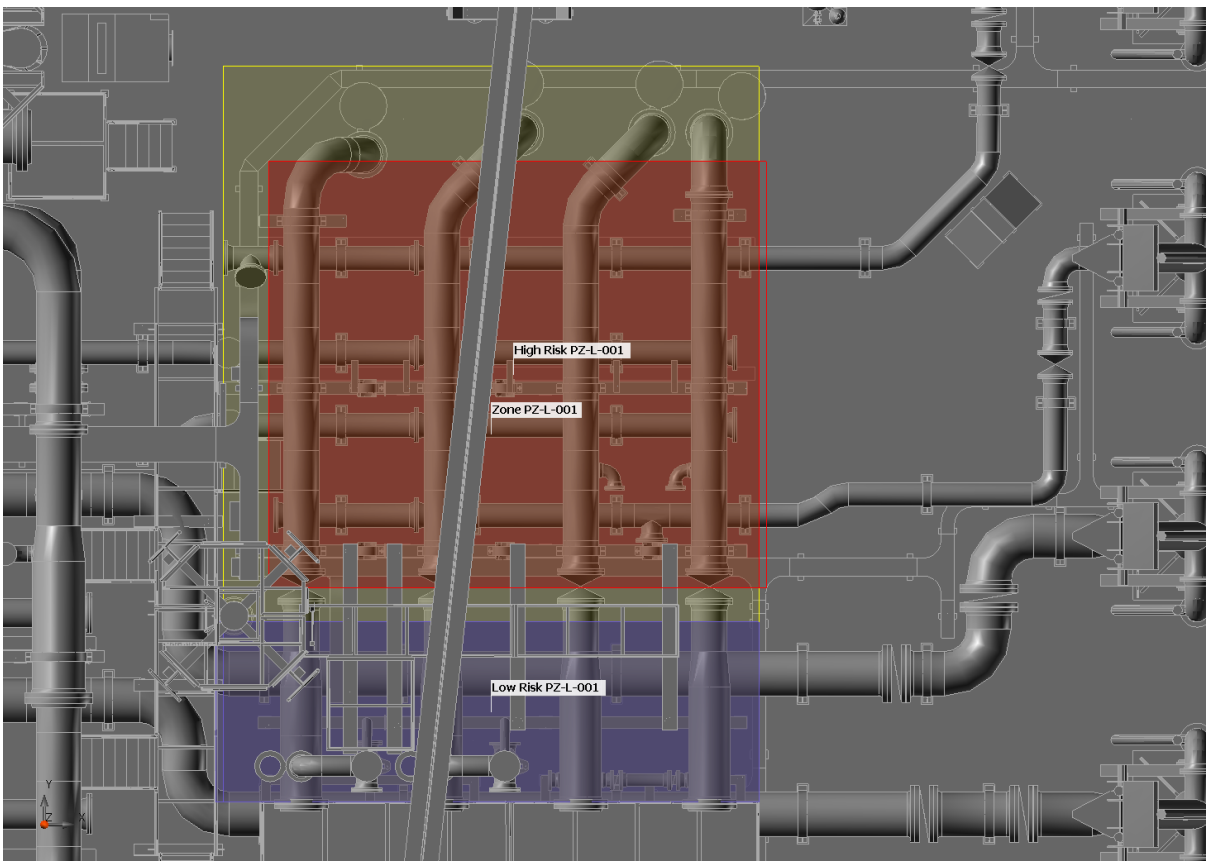 High Risk PZ-L-001
Zone PZ-L-001
Low Risk PZ-L-001
Y
Z
X